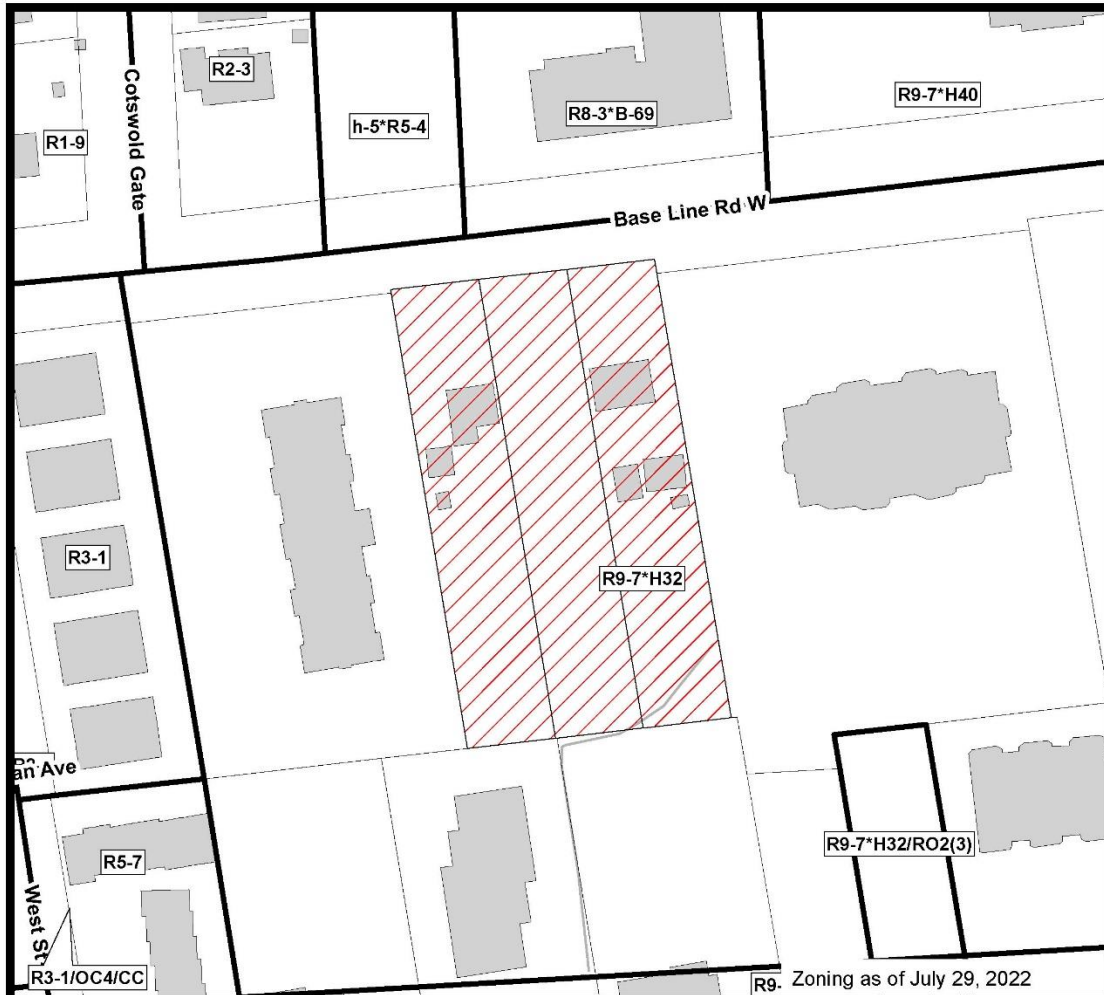 R2-3
R9-7*H40
R8-3*B-69
h-5*R5-4
R1-9
Cotswold Gate
Base Line Rd W
R3-1
R9-7*H32
an Ave
R9-7*H32/RO2(3)
R5-7
West St
R3-1/OC4/CC
R9-
Zoning as of July 29, 2022